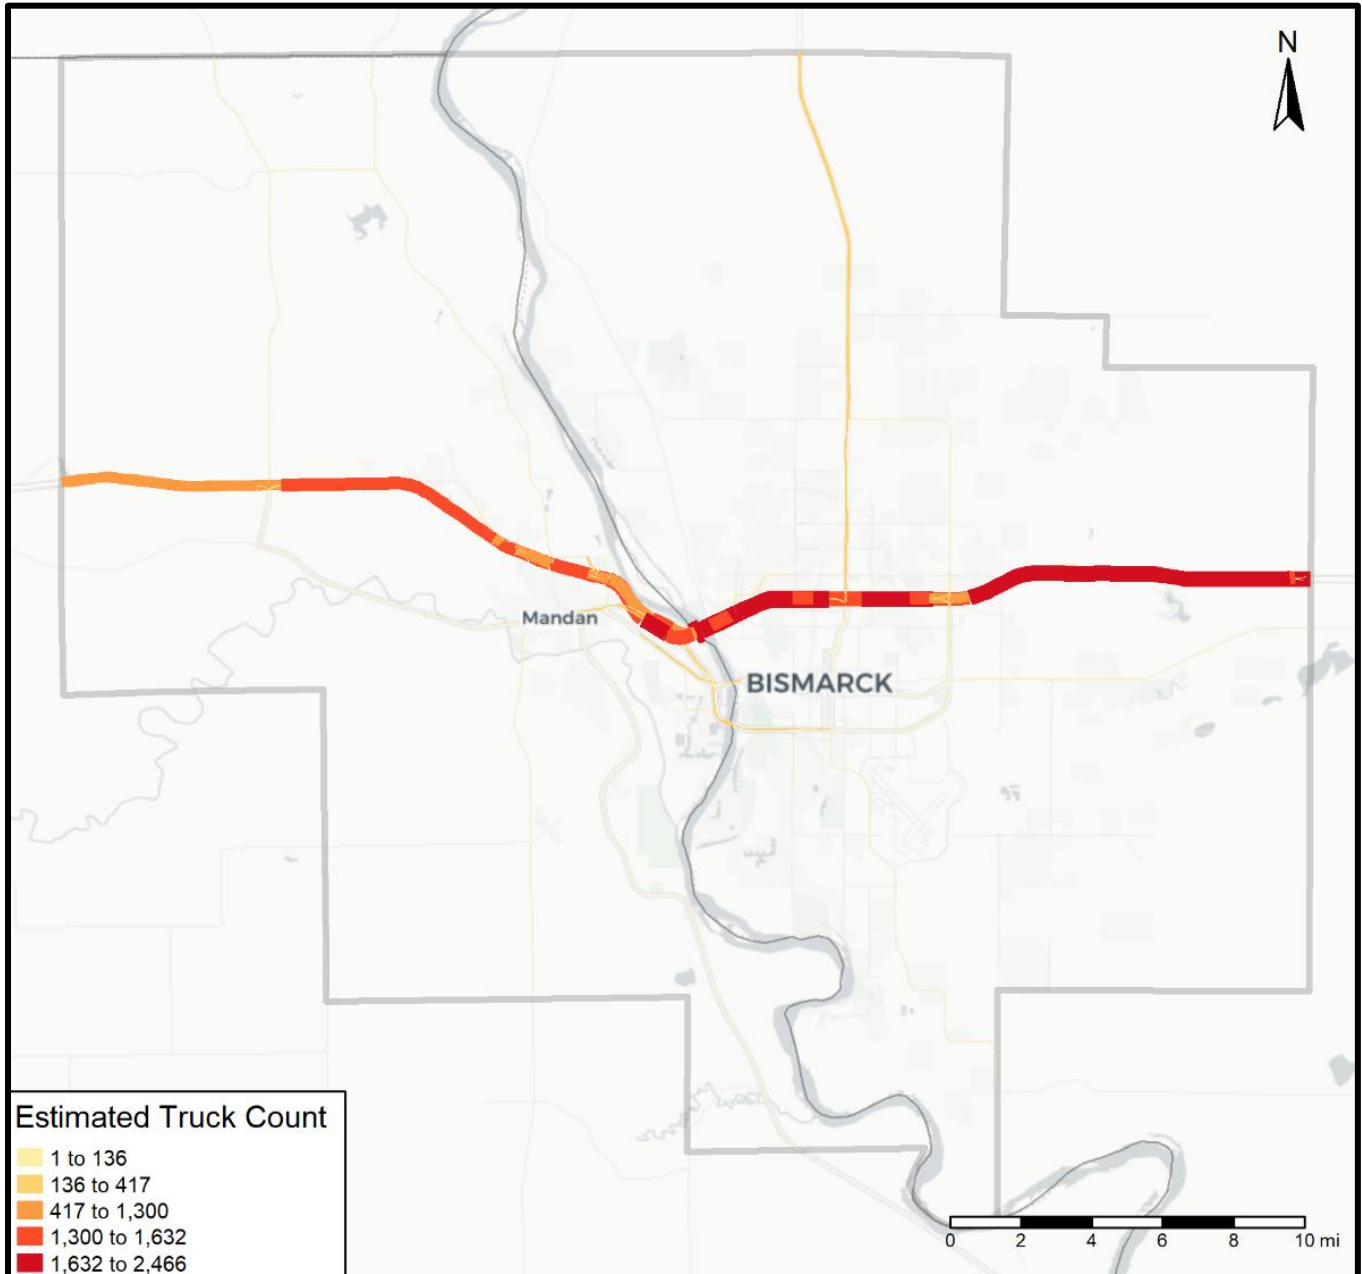 N
Mandan
BISMARCK
Estimated Truck Count
1 to 136
136 to 417
417 to 1,300
1,300 to 1,632
1,632 to 2,466
0 2 4 6 8 10 mi